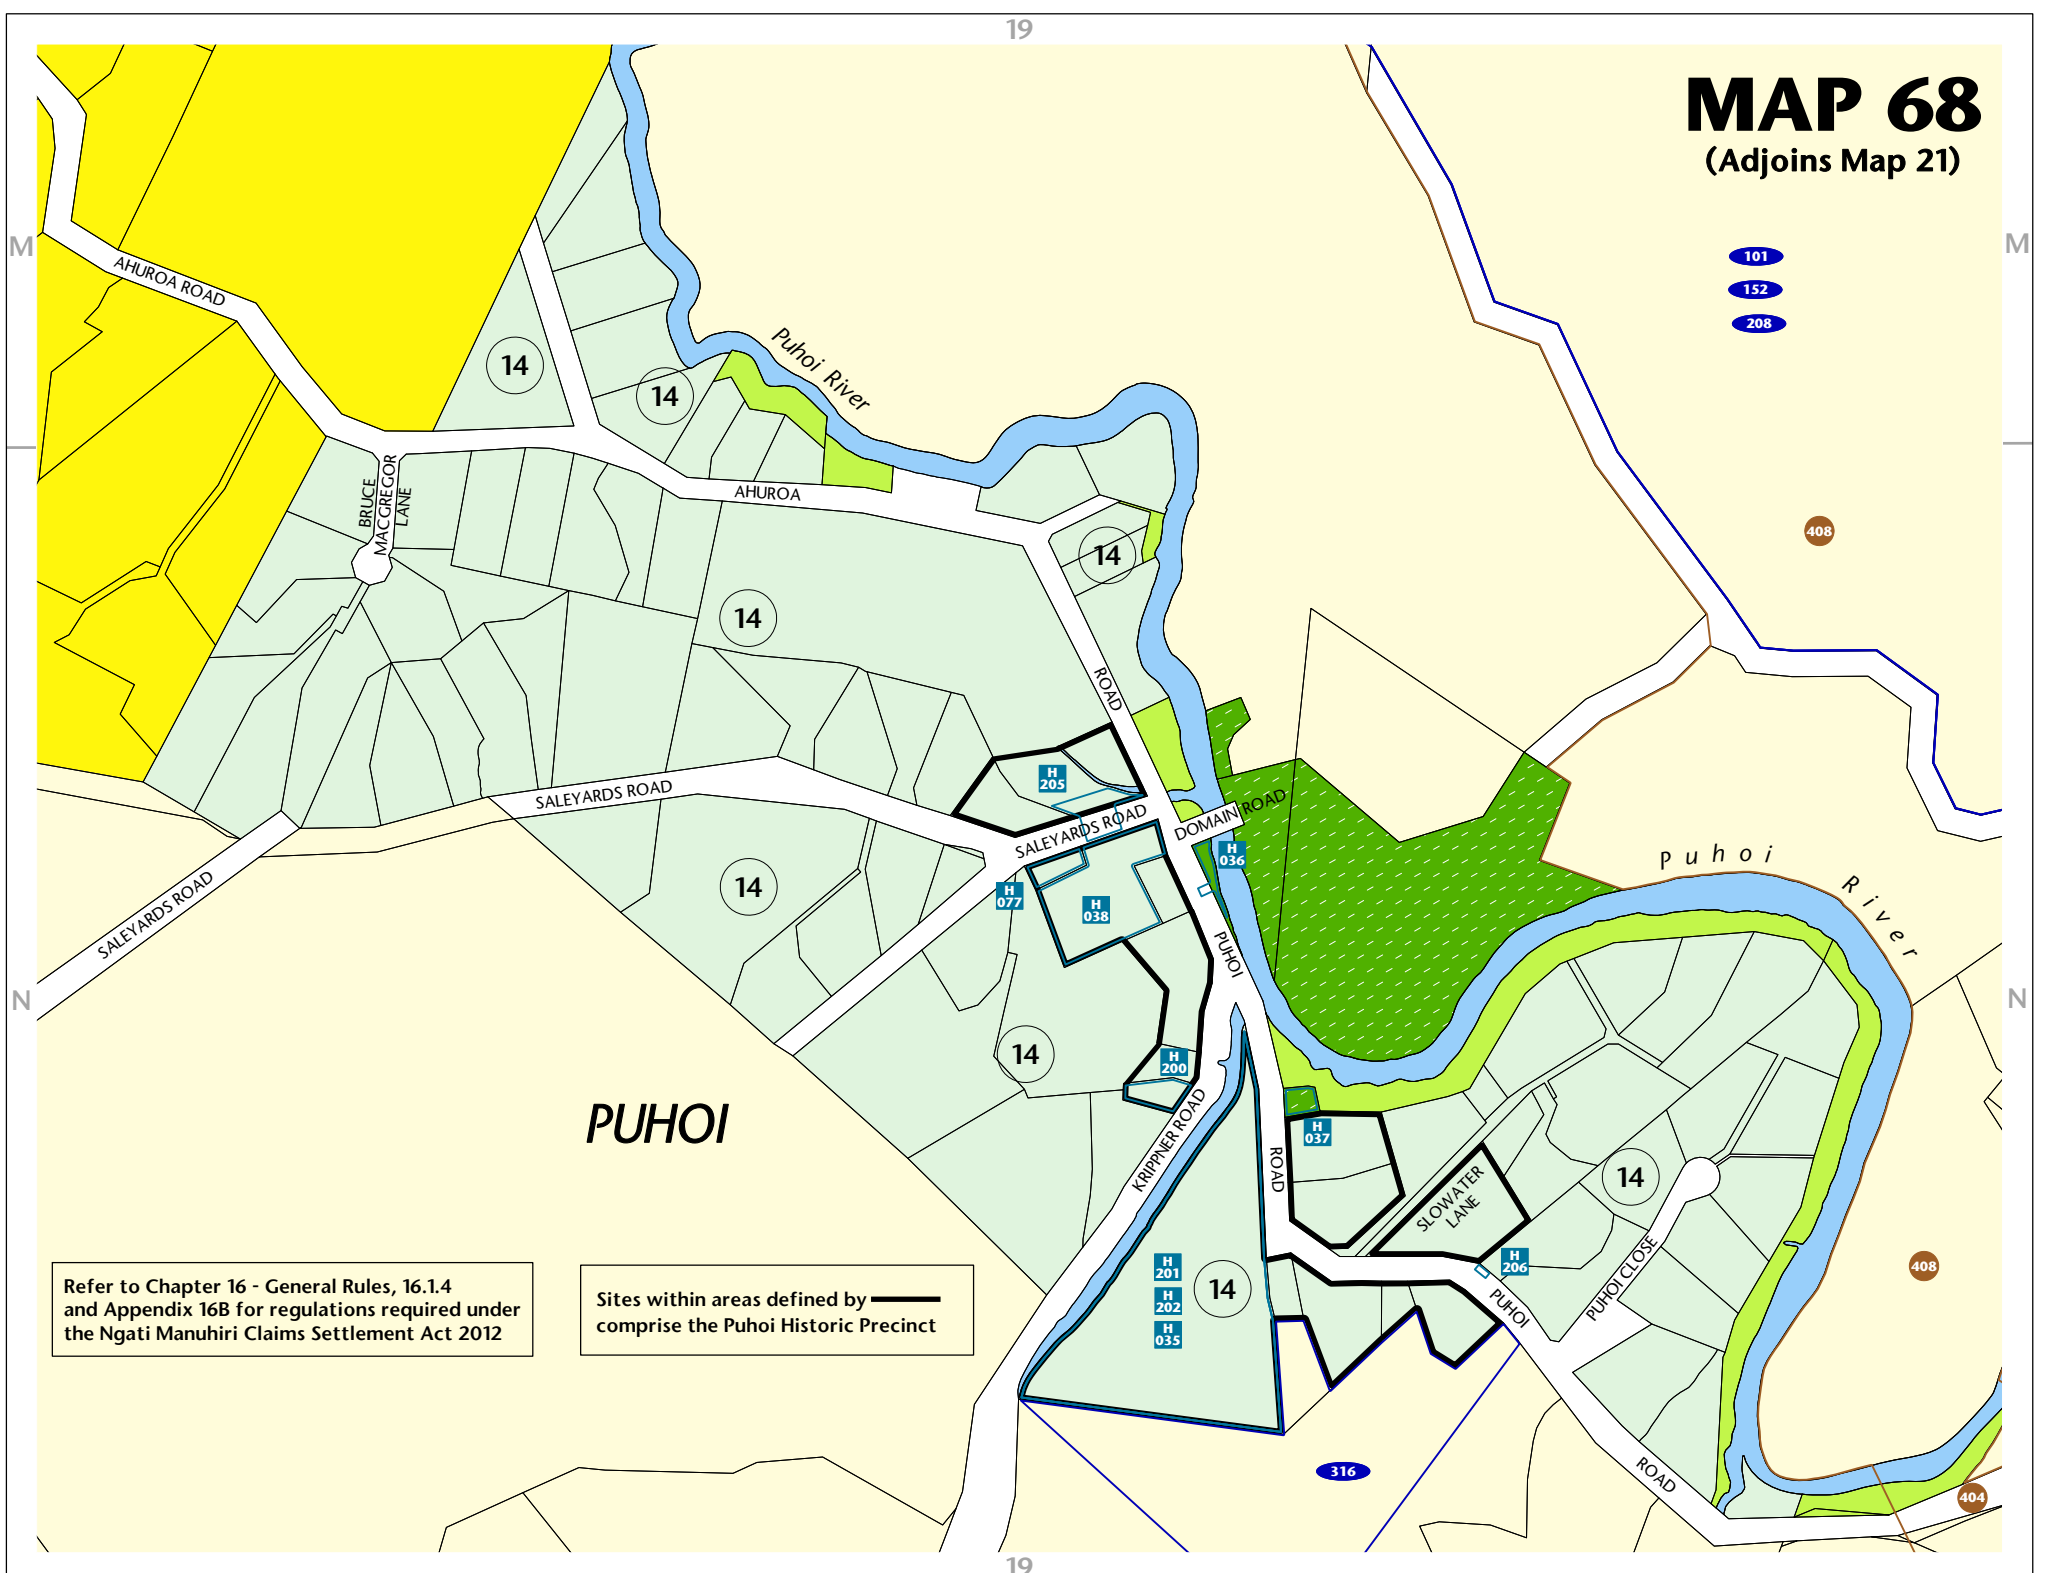 19
MAP 68
(Adjoins Map 21)
M
M
101
152
208
AHUROA ROAD
Puhoi River
14
14
BRUCE
MACGREGOR
LANE
AHUROA
408
14
14
ROAD
H
205
SALEYARDS ROAD
SALEYARDS ROAD
DOMAIN ROAD
H
036
Puhoi
River
14
H
077
H
038
SALEYARDS ROAD
PUHOI
N
N
14
H
200
PUHOI
KRIPPNER ROAD
H
037
ROAD
14
SLOWATER
LANE
H
206
PUHOI CLOSE
408
H
201
H
202
H
035
14
PUHOI
Refer to Chapter 16 - General Rules, 16.1.4
and Appendix 16B for regulations required under
the Ngati Manuhiri Claims Settlement Act 2012
Sites within areas defined by
comprise the Puhoi Historic Precinct
316
ROAD
404
19